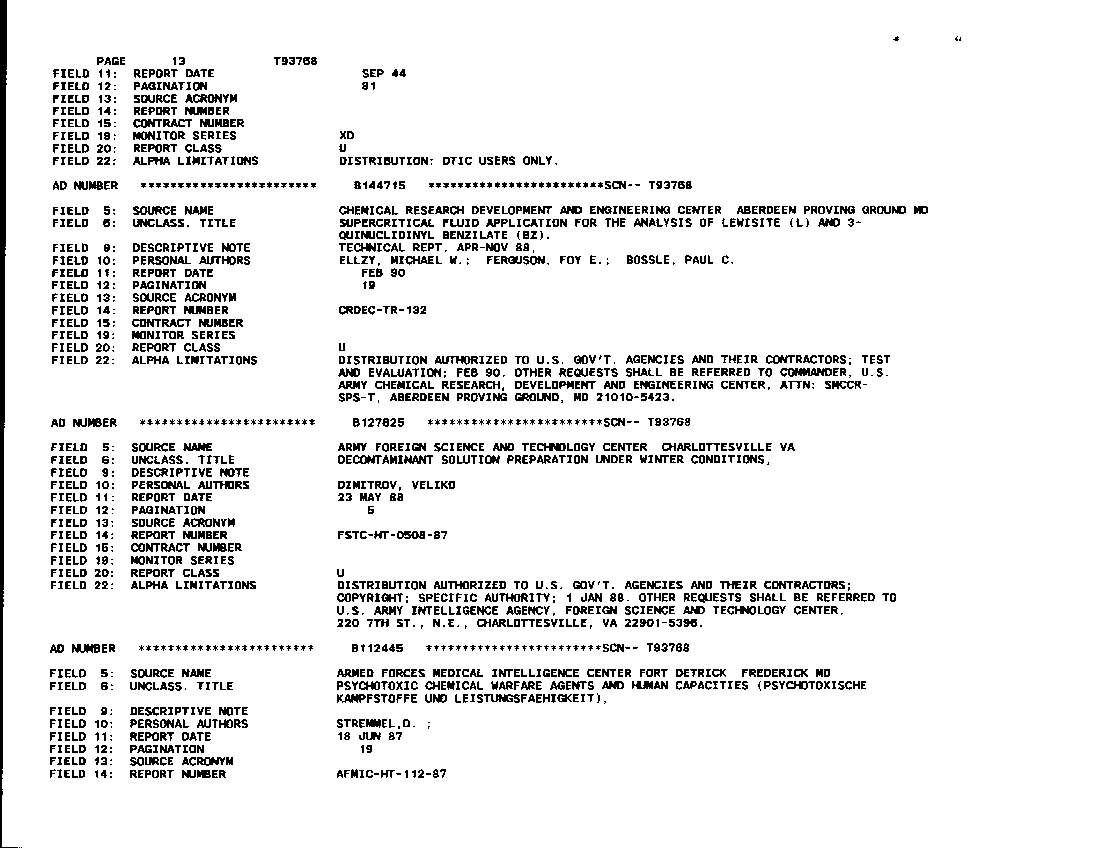 PAGE 13 T93768
FIELD 11: REPORT DATE SEP 44
FIELD 12: PAGINATION 81
FIELD 13: SOURCE ACRONYM
FIELD 14: REPORT NUMBER
FIELD 15: CONTRACT NUMBER
FIELD 19: MONITOR SERIES XD
FIELD 20: REPORT CLASS U
FIELD 22: ALPHA LIMITATIONS DISTRIBUTION: DTIC USERS ONLY.
AD NUMBER ************************ B144715 ************************SCN-- T93768
FIELD 5: SOURCE NAME CHEMICAL RESEARCH DEVELOPMENT AND ENGINEERING CENTER ABERDEEN PROVING GROUND MD
FIELD 6: UNCLASS. TITLE SUPERCRITICAL FLUID APPLICATION FOR THE ANALYSIS OF LEWISITE (L) AND 3-
QUINUCLIDINYL BENZILATE (BZ).
FIELD 9: DESCRIPTIVE NOTE TECHNICAL REPT. APR-NOV 88,
FIELD 10: PERSONAL AUTHORS ELLZY, MICHAEL W.; FERGUSON, FOY E.; BOSSLE, PAUL C.
FIELD 11: REPORT DATE FEB 90
FIELD 12: PAGINATION 19
FIELD 13: SOURCE ACRONYM
FIELD 14: REPORT NUMBER CRDEC-TR-132
FIELD 15: CONTRACT NUMBER
FIELD 19: MONITOR SERIES
FIELD 20: REPORT CLASS U
FIELD 22: ALPHA LIMITATIONS DISTRIBUTION AUTHORIZED TO U.S. GOV'T. AGENCIES AND THEIR CONTRACTORS; TEST
AND EVALUATION; FEB 90. OTHER REQUESTS SHALL BE REFERRED TO COMMANDER, U.S.
ARMY CHEMICAL RESEARCH, DEVELOPMENT AND ENGINEERING CENTER, ATTN: SMCCR-
SPS-T, ABERDEEN PROVING GROUND, MD 21010-5423.
AD NUMBER ************************ B127825 ************************SCN-- T93768
FIELD 5: SOURCE NAME ARMY FOREIGN SCIENCE AND TECHNOLOGY CENTER CHARLOTTESVILLE VA
FIELD 6: UNCLASS. TITLE DECONTAMINANT SOLUTION PREPARATION UNDER WINTER CONDITIONS,
FIELD 9: DESCRIPTIVE NOTE
FIELD 10: PERSONAL AUTHORS DIMITROV, VELIKO
FIELD 11: REPORT DATE 23 MAY 88
FIELD 12: PAGINATION 5
FIELD 13: SOURCE ACRONYM
FIELD 14: REPORT NUMBER FSTC-HT-0508-87
FIELD 15: CONTRACT NUMBER
FIELD 19: MONITOR SERIES
FIELD 20: REPORT CLASS U
FIELD 22: ALPHA LIMITATIONS DISTRIBUTION AUTHORIZED TO U.S. GOV'T. AGENCIES AND THEIR CONTRACTORS;
COPYRIGHT; SPECIFIC AUTHORITY; 1 JAN 88. OTHER REQUESTS SHALL BE REFERRED TO
U.S. ARMY INTELLIGENCE AGENCY, FOREIGN SCIENCE AND TECHNOLOGY CENTER,
220 7TH ST., N.E., CHARLOTTESVILLE, VA 22901-5396.
AD NUMBER ************************ B112445 ************************SCN-- T93768
FIELD 5: SOURCE NAME ARMED FORCES MEDICAL INTELLIGENCE CENTER FORT DETRICK FREDERICK MD
FIELD 6: UNCLASS. TITLE PSYCHOTOXIC CHEMICAL WARFARE AGENTS AND HUMAN CAPACITIES (PSYCHOTOXISCHE
KAMPFSTOFFE UND LEISTUNGSFAEHIGKEIT),
FIELD 9: DESCRIPTIVE NOTE
FIELD 10: PERSONAL AUTHORS STREMMEL,D. ;
FIELD 11: REPORT DATE 18 JUN 87
FIELD 12: PAGINATION 19
FIELD 13: SOURCE ACRONYM
FIELD 14: REPORT NUMBER AFMIC-HT-112-87